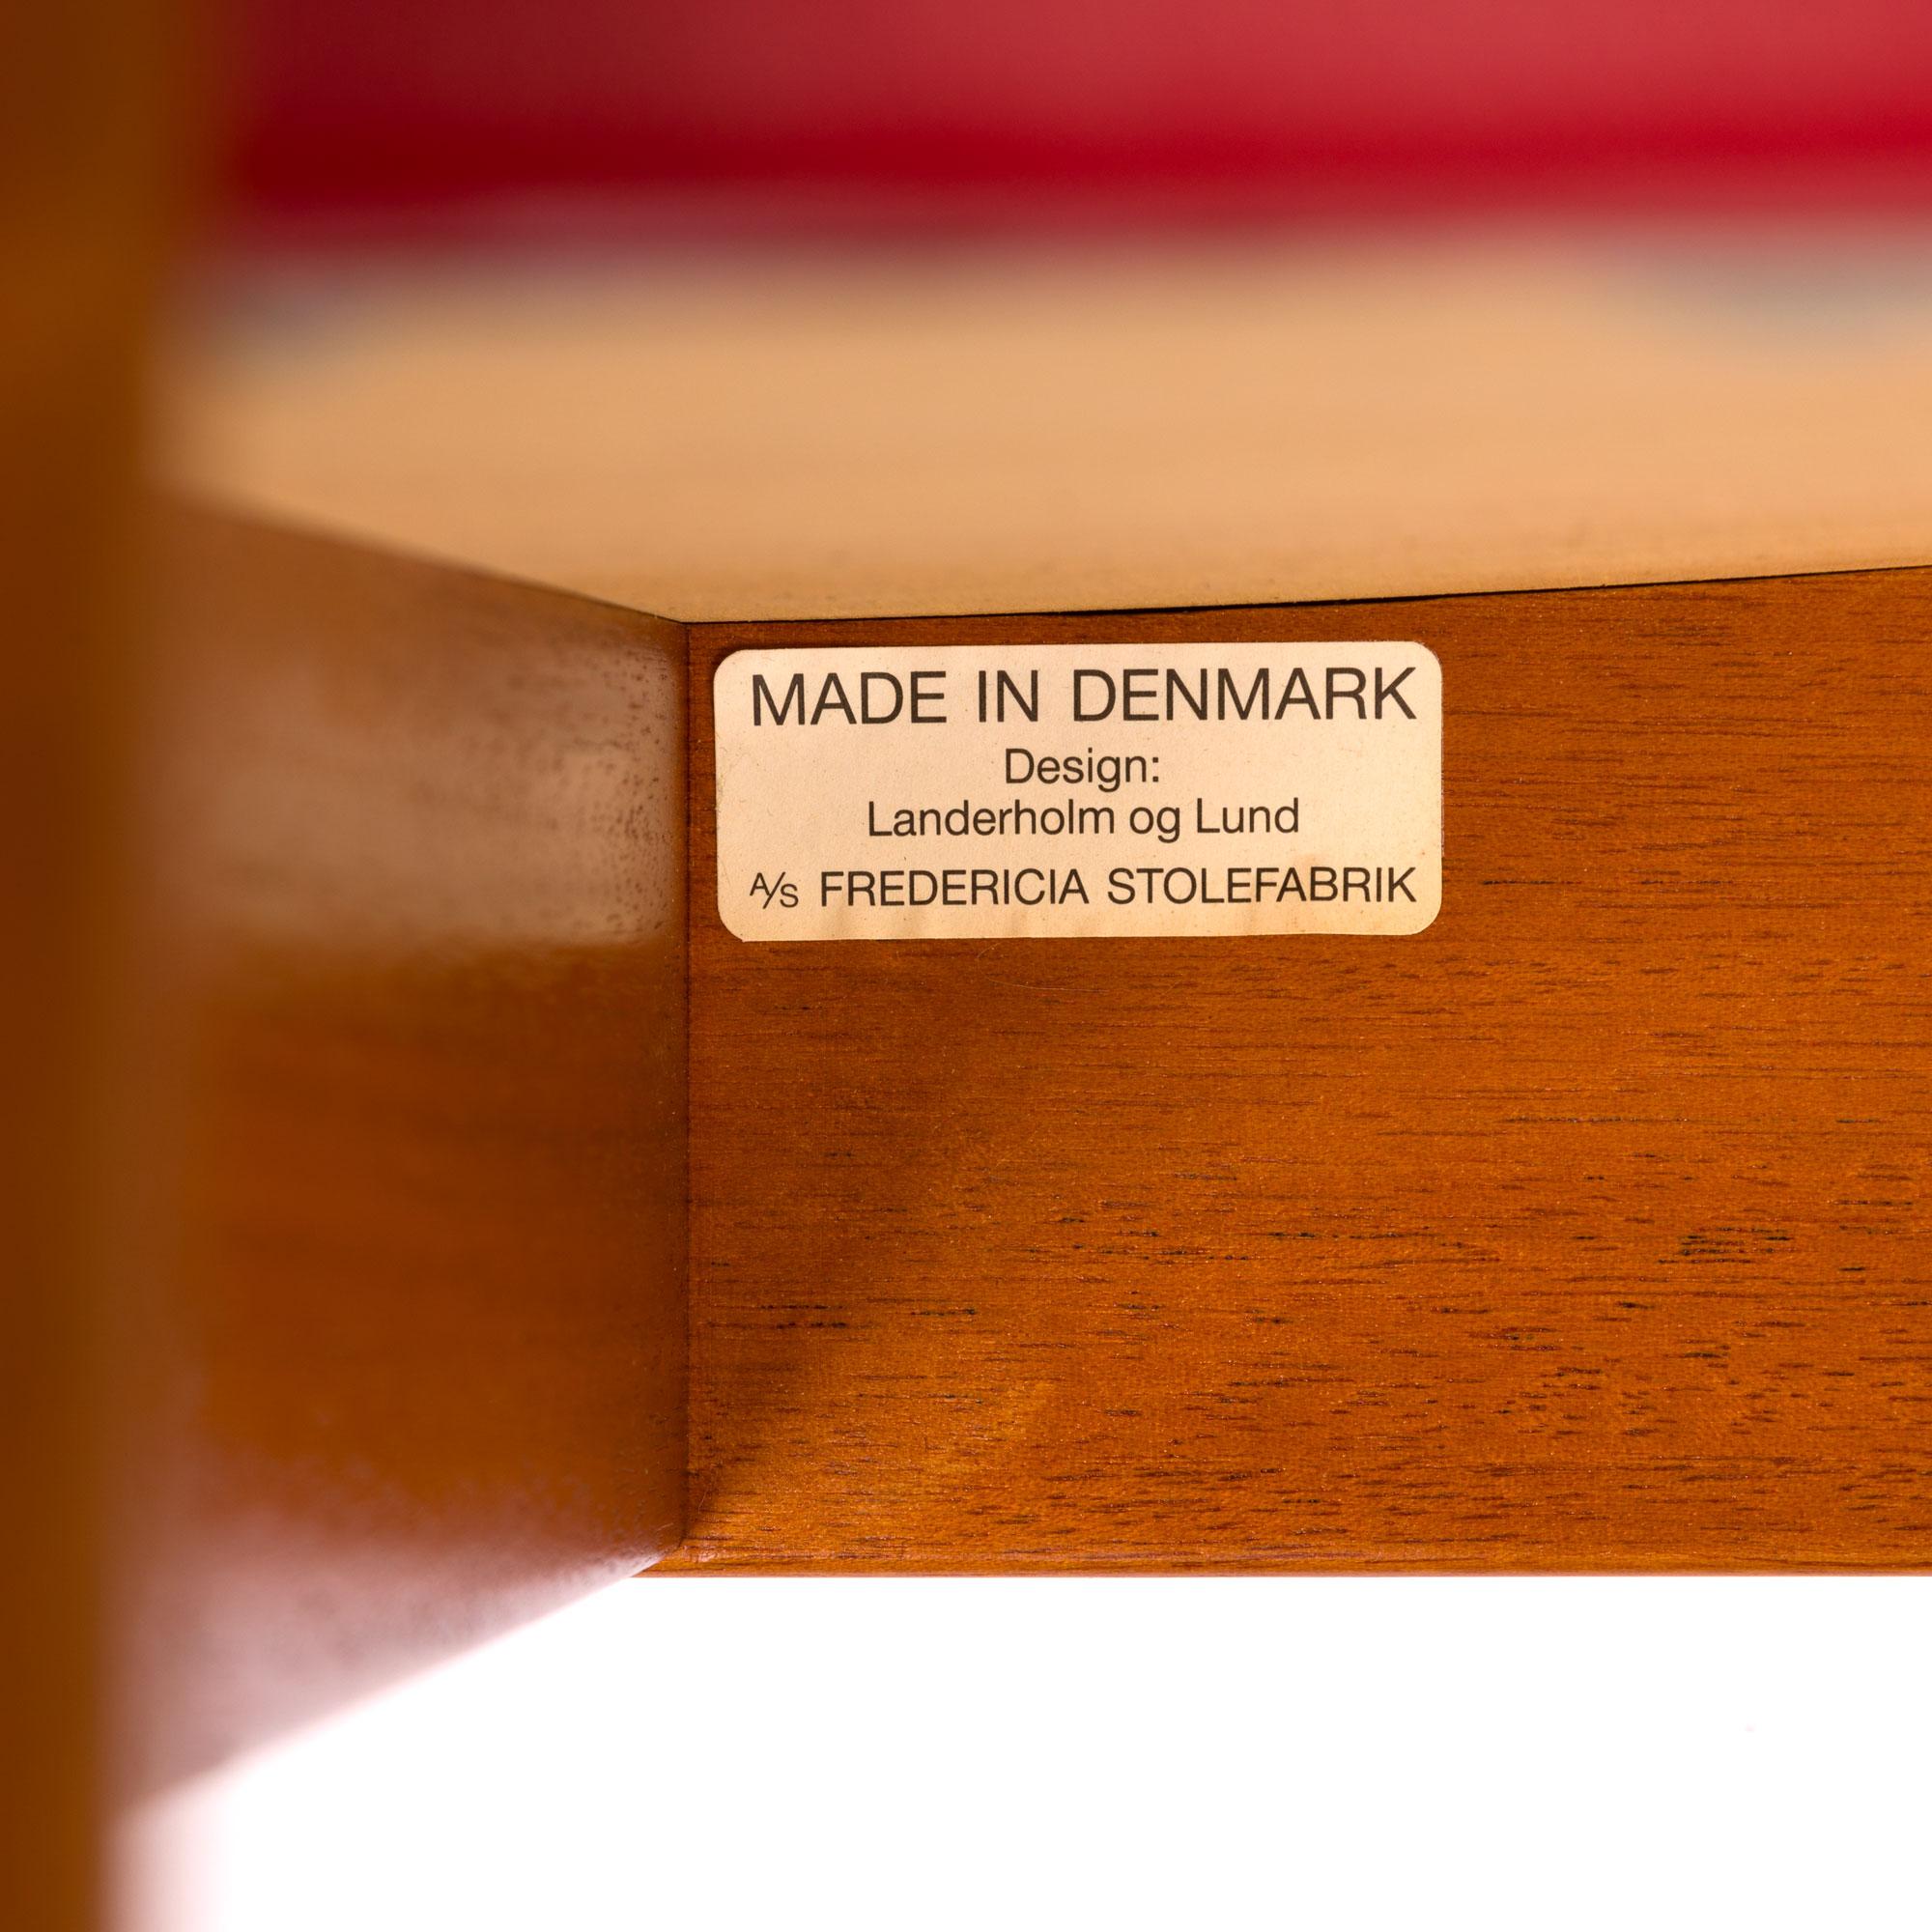 MADE IN DENMARK
Design:
Landerholm og Lund
A/S FREDERICIA STOLEFABRIK